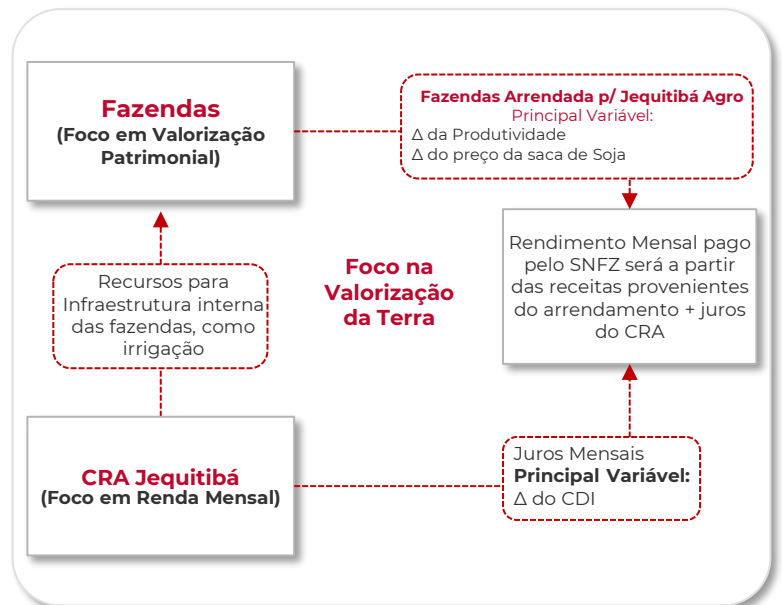 Fazendas
(Foco em Valorização
Patrimonial)
Fazendas Arrendada p/ Jequitibá Agro
Principal Variável:
Δ da Produtividade
Δ do preço da saca de Soja
Recursos para
Infraestrutura interna
das fazendas, como
irrigação
Foco na
Valorização
da Terra
Rendimento Mensal pago
pelo SNFZ será a partir
das receitas provenientes
do arrendamento + juros
do CRA
CRA Jequitibá
(Foco em Renda Mensal)
Juros Mensais
Principal Variável:
Δ do CDI